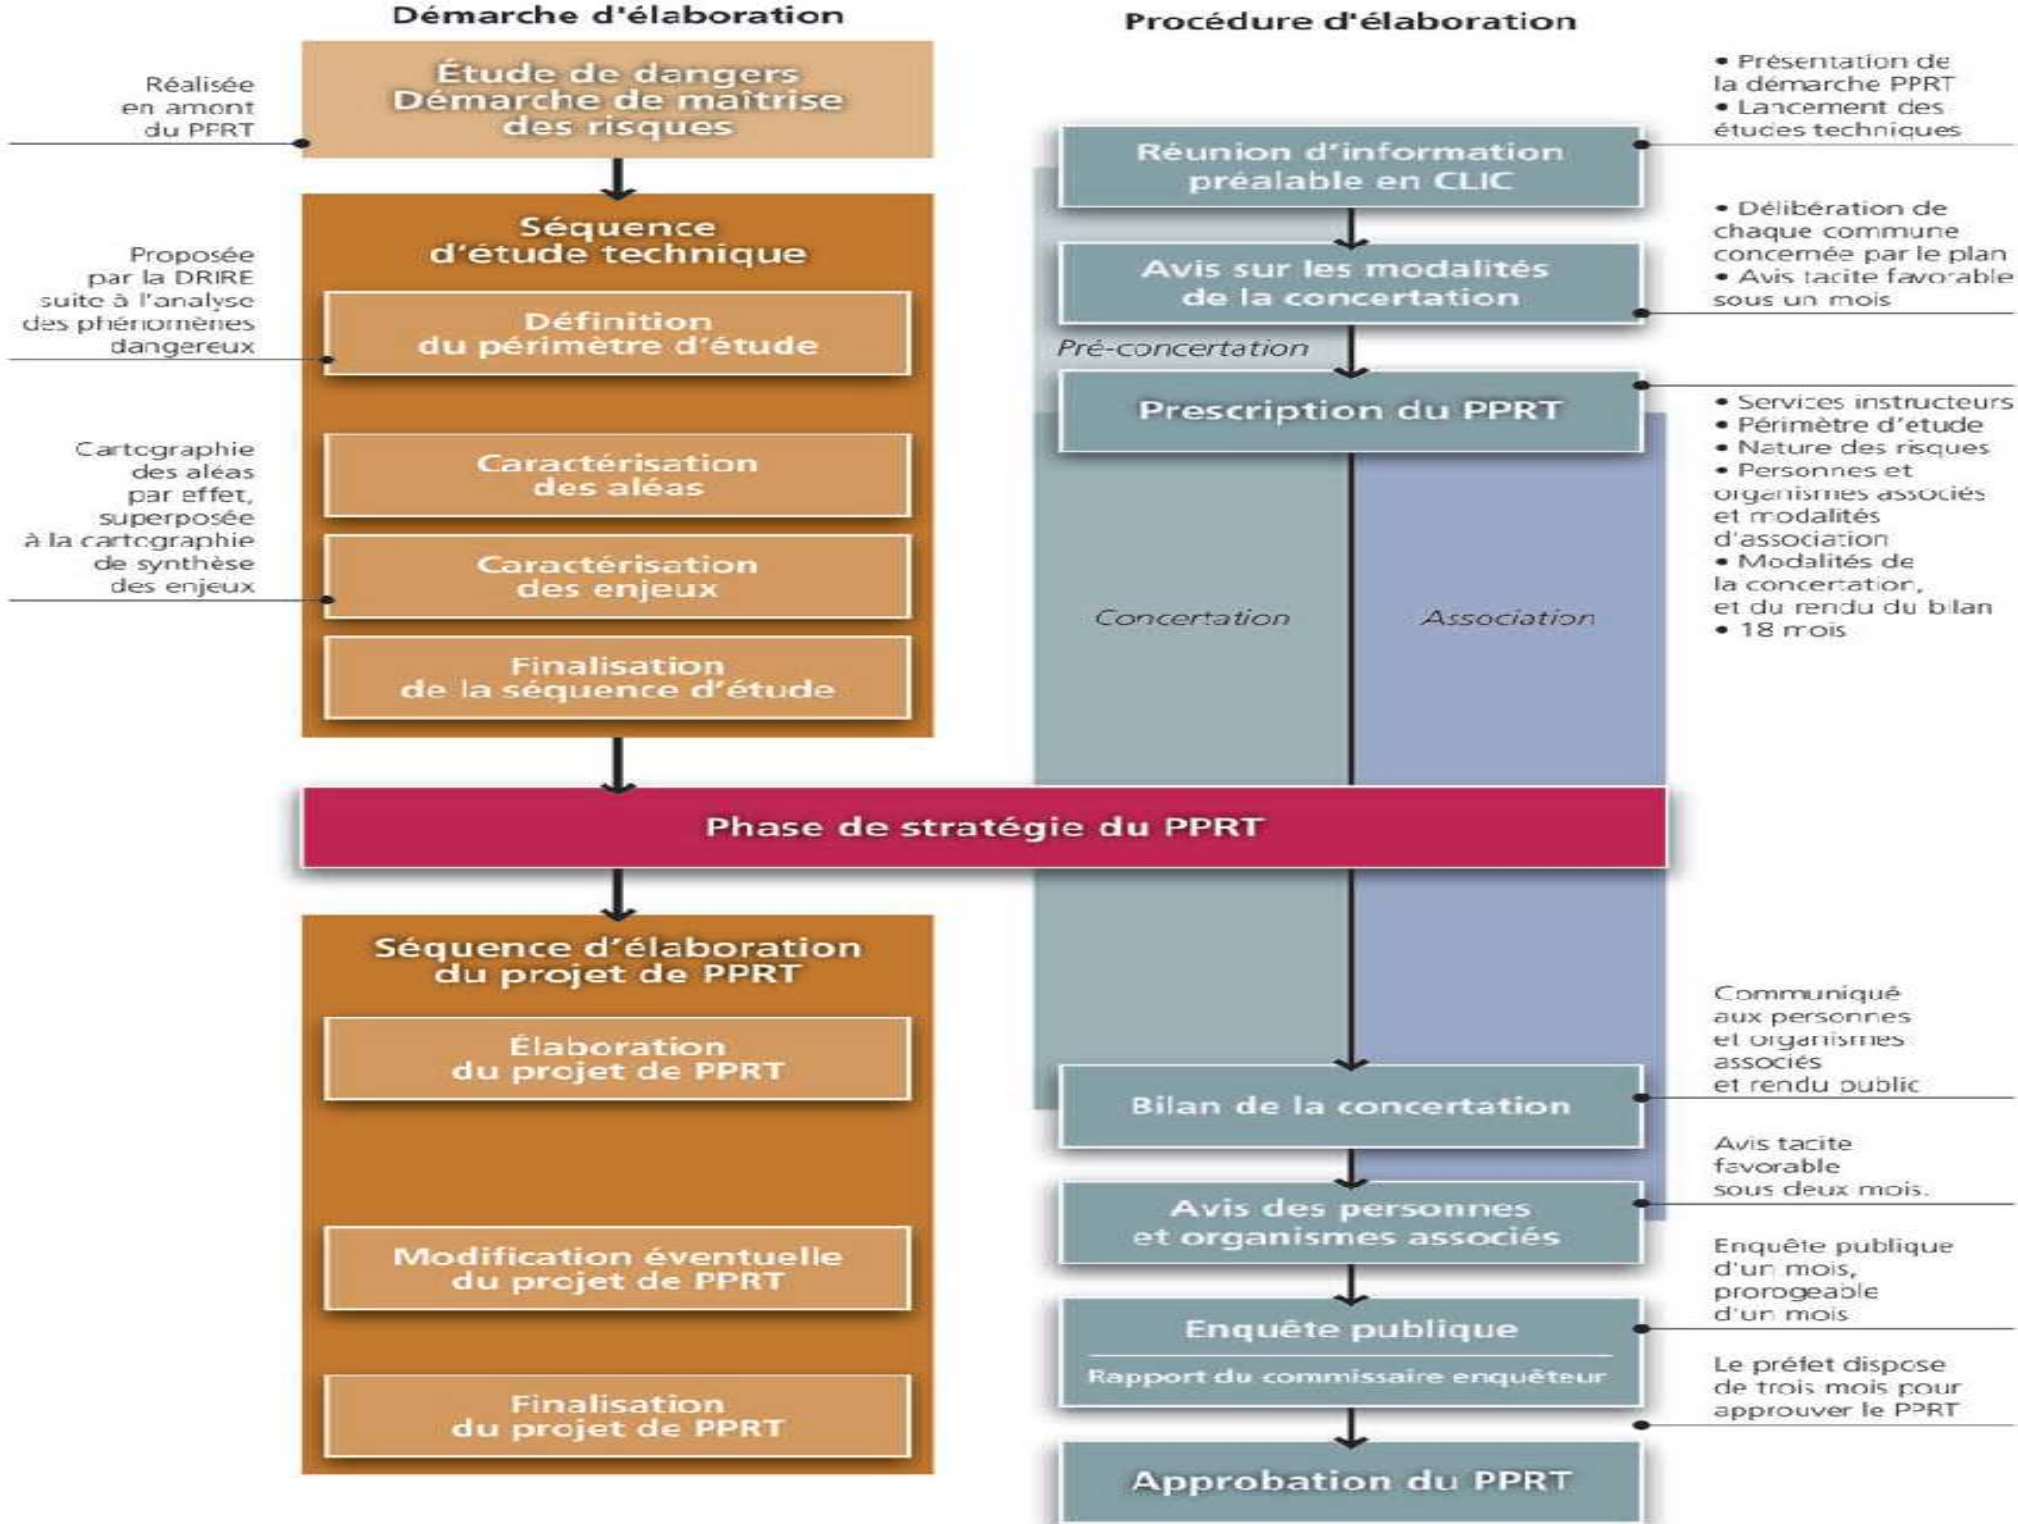 Démarche d'élaboration
Réalisée
en amont
du PPRT
Étude de dangers
Démarche de maîtrise
des risques
Séquence
d'étude technique
Proposée
par la DRIRE
suite à l'analyse
des phénomènes
dangereux
Définition
du périmètre d'étude
Caractérisation
des aléas
Cartographie
des aléas
par effet,
superposée
à la cartographie
de synthèse
des enjeux
Caractérisation
des enjeux
Finalisation
de la séquence d'étude
Procédure d'élaboration
Réunion d'information
préalable en CLIC
• Présentation de
la démarche PPRT
• Lancement des
études techniques
Avis sur les modalités
de la concertation
• Délibération de
chaque commune
concernée par le plan
• Avis tacite favorable
sous un mois
Pré-concertation
Prescription du PPRT
• Services instructeurs
• Périmètre d'étude
• Nature des risques
• Personnes et
organismes associés
et modalités
d'association
• Modalités de
la concertation,
et du rendu du bilan
• 18 mois
Concertation
Association
Phase de stratégie du PPRT
Séquence d'élaboration
du projet de PPRT
Élaboration
du projet de PPRT
Modification éventuelle
du projet de PPRT
Finalisation
du projet de PPRT
Bilan de la concertation
Communiqué
aux personnes
et organismes
associés
et rendu public
Avis des personnes
et organismes associés
Avis tacite
favorable
sous deux mois.
Enquête publique
Rapport du commissaire enquêteur
Enquête publique
d'un mois,
prorogeable
d'un mois
Le préfet dispose
de trois mois pour
approuver le PPRT
Approbation du PPRT